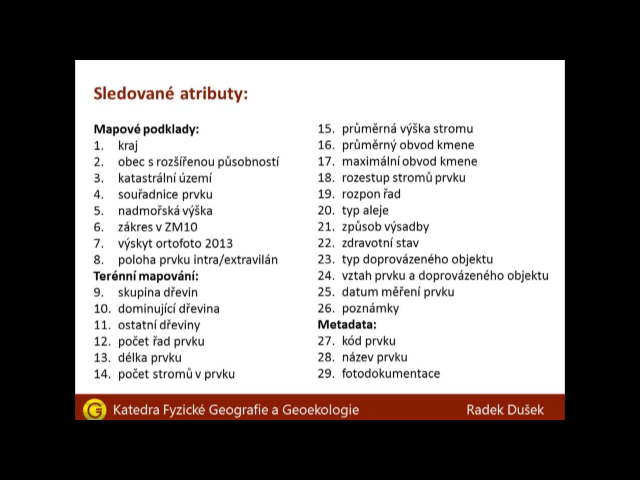 Sledované atributy:
Mapové podklady:
1. kraj
2. obec s rozšířenou působností
3. katastrální území
4. souřadnice prvku
5. nadmořská výška
6. zákres v ZM10
7. výskyt ortofoto 2013
8. poloha prvku intra/extravilán
Terénní mapování:
9. skupina dřevin
10. dominující dřevina
11. ostatní dřeviny
12. počet řad prvku
13. délka prvku
14. počet stromů v prvku
15. průměrná výška stromu
16. průměrný obvod kmene
17. maximální obvod kmene
18. rozestup stromů prvku
19. rozpon řad
20. typ aleje
21. způsob výsadby
22. zdravotní stav
23. typ doprovázeného objektu
24. vztah prvku a doprovázeného objektu
25. datum měření prvku
26. poznámky
Metadata:
27. kód prvku
28. název prvku
29. fotodokumentace
Katedra Fyzické Geografie a Geoekologie
Radek Dušek